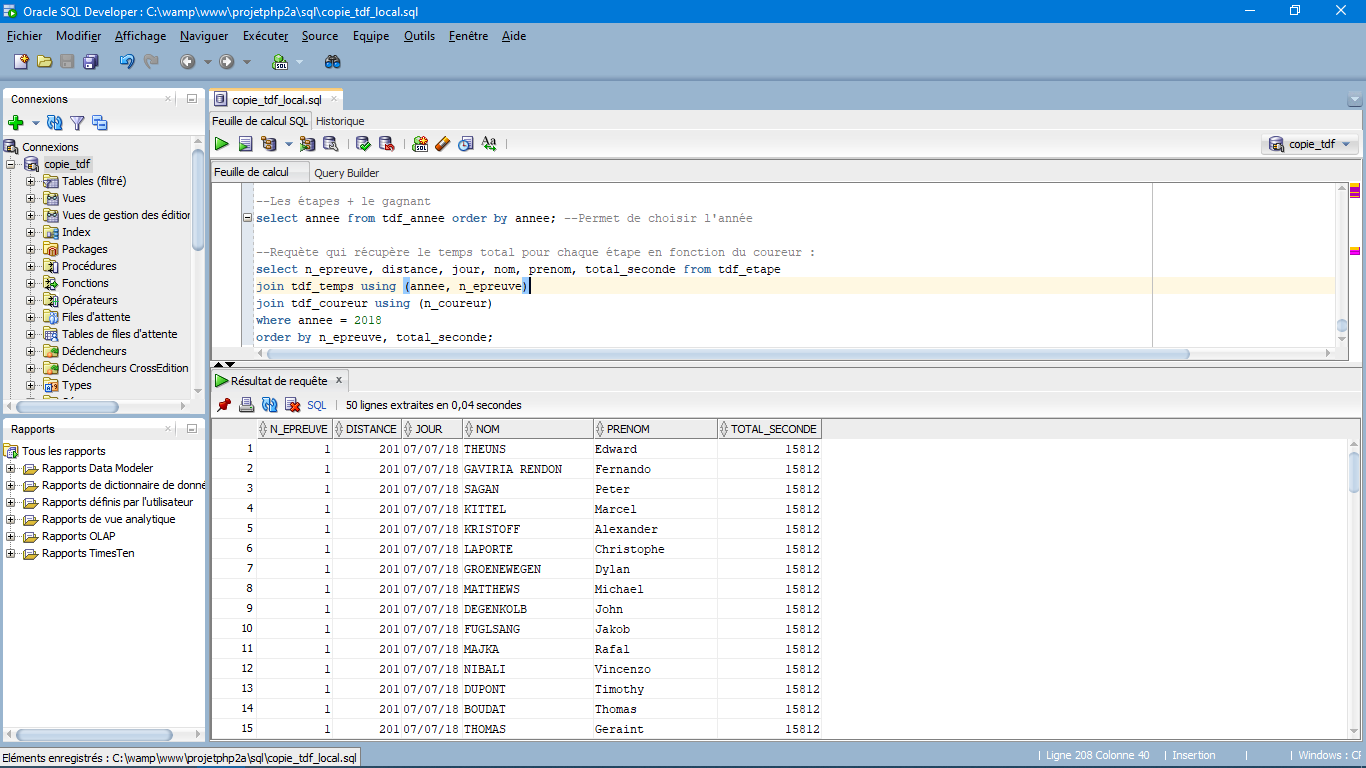 Oracle SQL Developer : C:\wamp\www\projetphp2a\sql\copie_tdf_local.sql
Fichier Modifier Affichage Naviguer Exécuter Source Equipe Outils Fenêtre Aide
Connexions
Connexions
copie_tdf
Tables (filtré)
Vues
Vues de gestion des édition
Index
Packages
Procédures
Fonctions
Opérateurs
Files d'attente
Tables de files d'attente
Déclencheurs
Déclencheurs CrossEdition
Types
Rapports
Tous les rapports
Rapports Data Modeler
Rapports de dictionnaire de donné
Rapports définis par l'utilisateur
Rapports de vue analytique
Rapports OLAP
Rapports TimesTen
copie_tdf_local.sql
Feuille de calcul SQL Historique
copie_tdf
Feuille de calcul Query Builder
--Les étapes + le gagnant
select annee from tdf_annee order by annee; --Permet de choisir l'année
--Requète qui récupère le temps total pour chaque étape en fonction du coureur :
select n_epreuve, distance, jour, nom, prenom, total_seconde from tdf_etape
join tdf_temps using (annee, n_epreuve)
join tdf_coureur using (n_coureur)
where annee = 2018
order by n_epreuve, total_seconde;
Résultat de requête x
SQL | 50 lignes extraites en 0,04 secondes
N_EPREUVE DISTANCE JOUR NOM PRENOM TOTAL_SECONDE
1 1 201 07/07/18 THEUNS Edward 15812
2 1 201 07/07/18 GAVIRIA RENDON Fernando 15812
3 1 201 07/07/18 SAGAN Peter 15812
4 1 201 07/07/18 KITTEL Marcel 15812
5 1 201 07/07/18 KRISTOFF Alexander 15812
6 1 201 07/07/18 LAPORTE Christophe 15812
7 1 201 07/07/18 GROENEWEGEN Dylan 15812
8 1 201 07/07/18 MATTHEWS Michael 15812
9 1 201 07/07/18 DEGENKOLB John 15812
10 1 201 07/07/18 FUGLSANG Jakob 15812
11 1 201 07/07/18 MAJKA Rafal 15812
12 1 201 07/07/18 NIBALI Vincenzo 15812
13 1 201 07/07/18 DUPONT Timothy 15812
14 1 201 07/07/18 BOUDAT Thomas 15812
15 1 201 07/07/18 THOMAS Geraint 15812
Eléments enregistrés : C:\wamp\www\projetphp2a\sql\copie_tdf_local.sql
| Ligne 208 Colonne 40 | Insertion | | Windows :